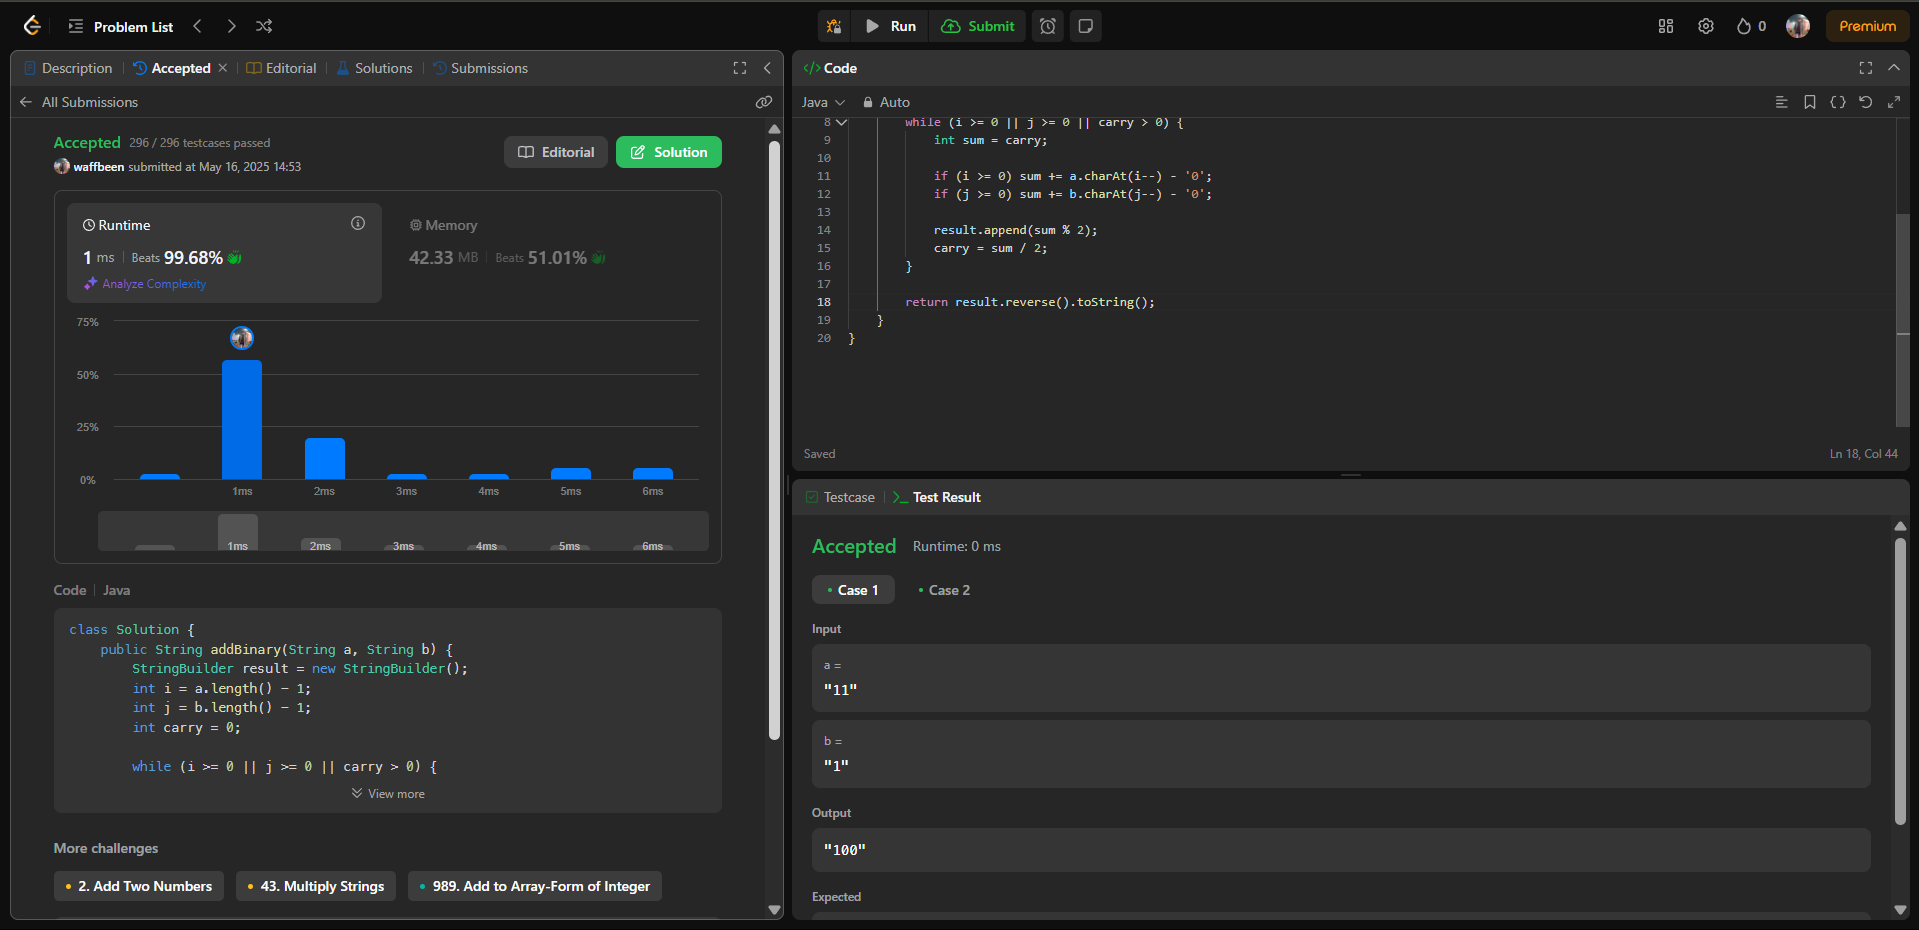 Problem List
Run
Submit
0
Premium
Description
Accepted
Editorial
Solutions
Submissions
All Submissions
Accepted 296 / 296 testcases passed
waffbeen submitted at May 16, 2025 14:53
Editorial
Solution
Runtime
1 ms Beats 99.68%
Analyze Complexity
Memory
42.33 MB Beats 51.01%
75%
50%
25%
0%
1ms 2ms 3ms 4ms 5ms 6ms
1ms 2ms 3ms 4ms 5ms 6ms
Code Java
class Solution {
    public String addBinary(String a, String b) {
        StringBuilder result = new StringBuilder();
        int i = a.length() - 1;
        int j = b.length() - 1;
        int carry = 0;
        while (i >= 0 || j >= 0 || carry > 0) {
View more
More challenges
2. Add Two Numbers
43. Multiply Strings
989. Add to Array-Form of Integer
</> Code
Java
Auto
8 while (i >= 0 || j >= 0 || carry > 0) {
9 int sum = carry;
10
11 if (i >= 0) sum += a.charAt(i--) - '0';
12 if (j >= 0) sum += b.charAt(j--) - '0';
13
14 result.append(sum % 2);
15 carry = sum / 2;
16 }
17
18 return result.reverse().toString();
19 }
20 }
Saved
Ln 18, Col 44
Testcase
>_ Test Result
Accepted Runtime: 0 ms
Case 1
Case 2
Input
a =
"11"
b =
"1"
Output
"100"
Expected